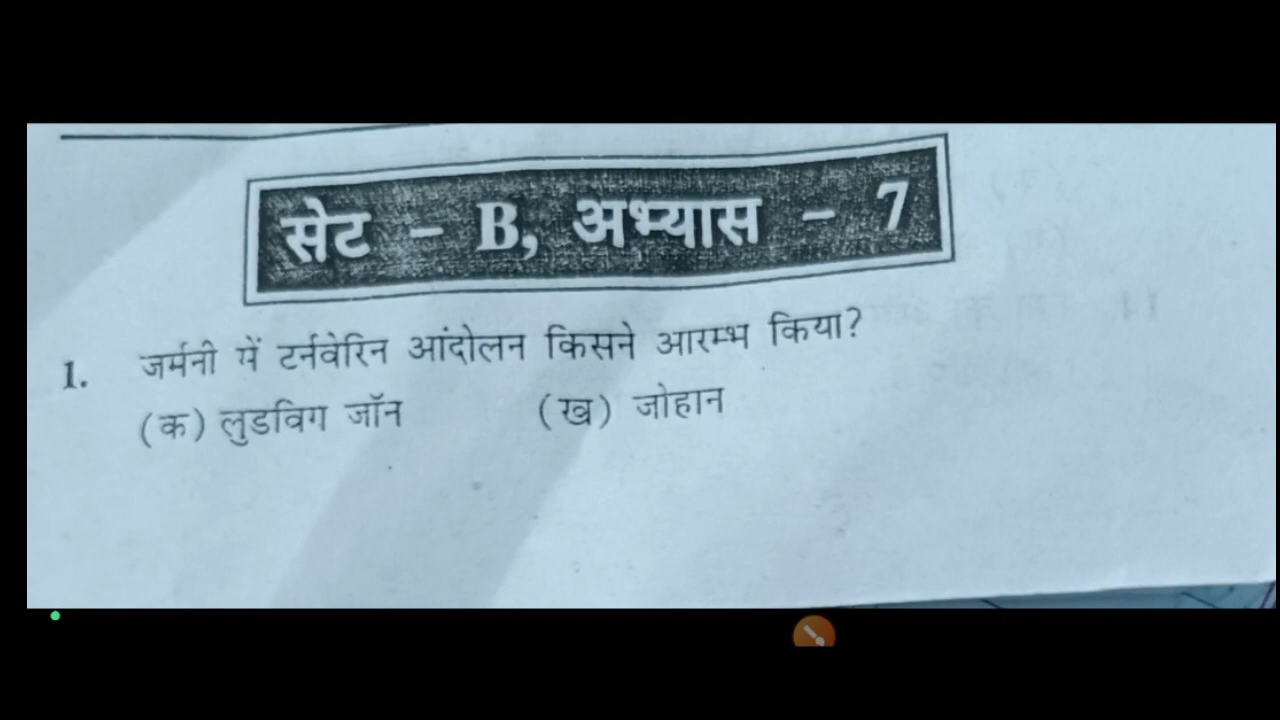 सेट - B, अभ्यास - 7
1. जर्मनी में टर्नवेरिन आंदोलन किसने आरम्भ किया?
(क) लुडविग जॉन (ख) जोहान